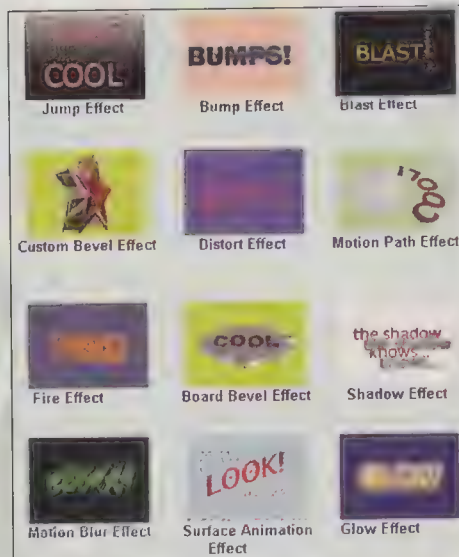 COOL
BUMPS!
BLAST
Jump Effect
Bump Effect
Blast Effect
Custom Bevel Effect
Distort Effect
Motion Path Effect
COOL
the shadow
knows...
Fire Effect
Board Bevel Effect
Shadow Effect
LOOK!
GLOW
Motion Blur Effect
Surface Animation
Effect
Glow Effect